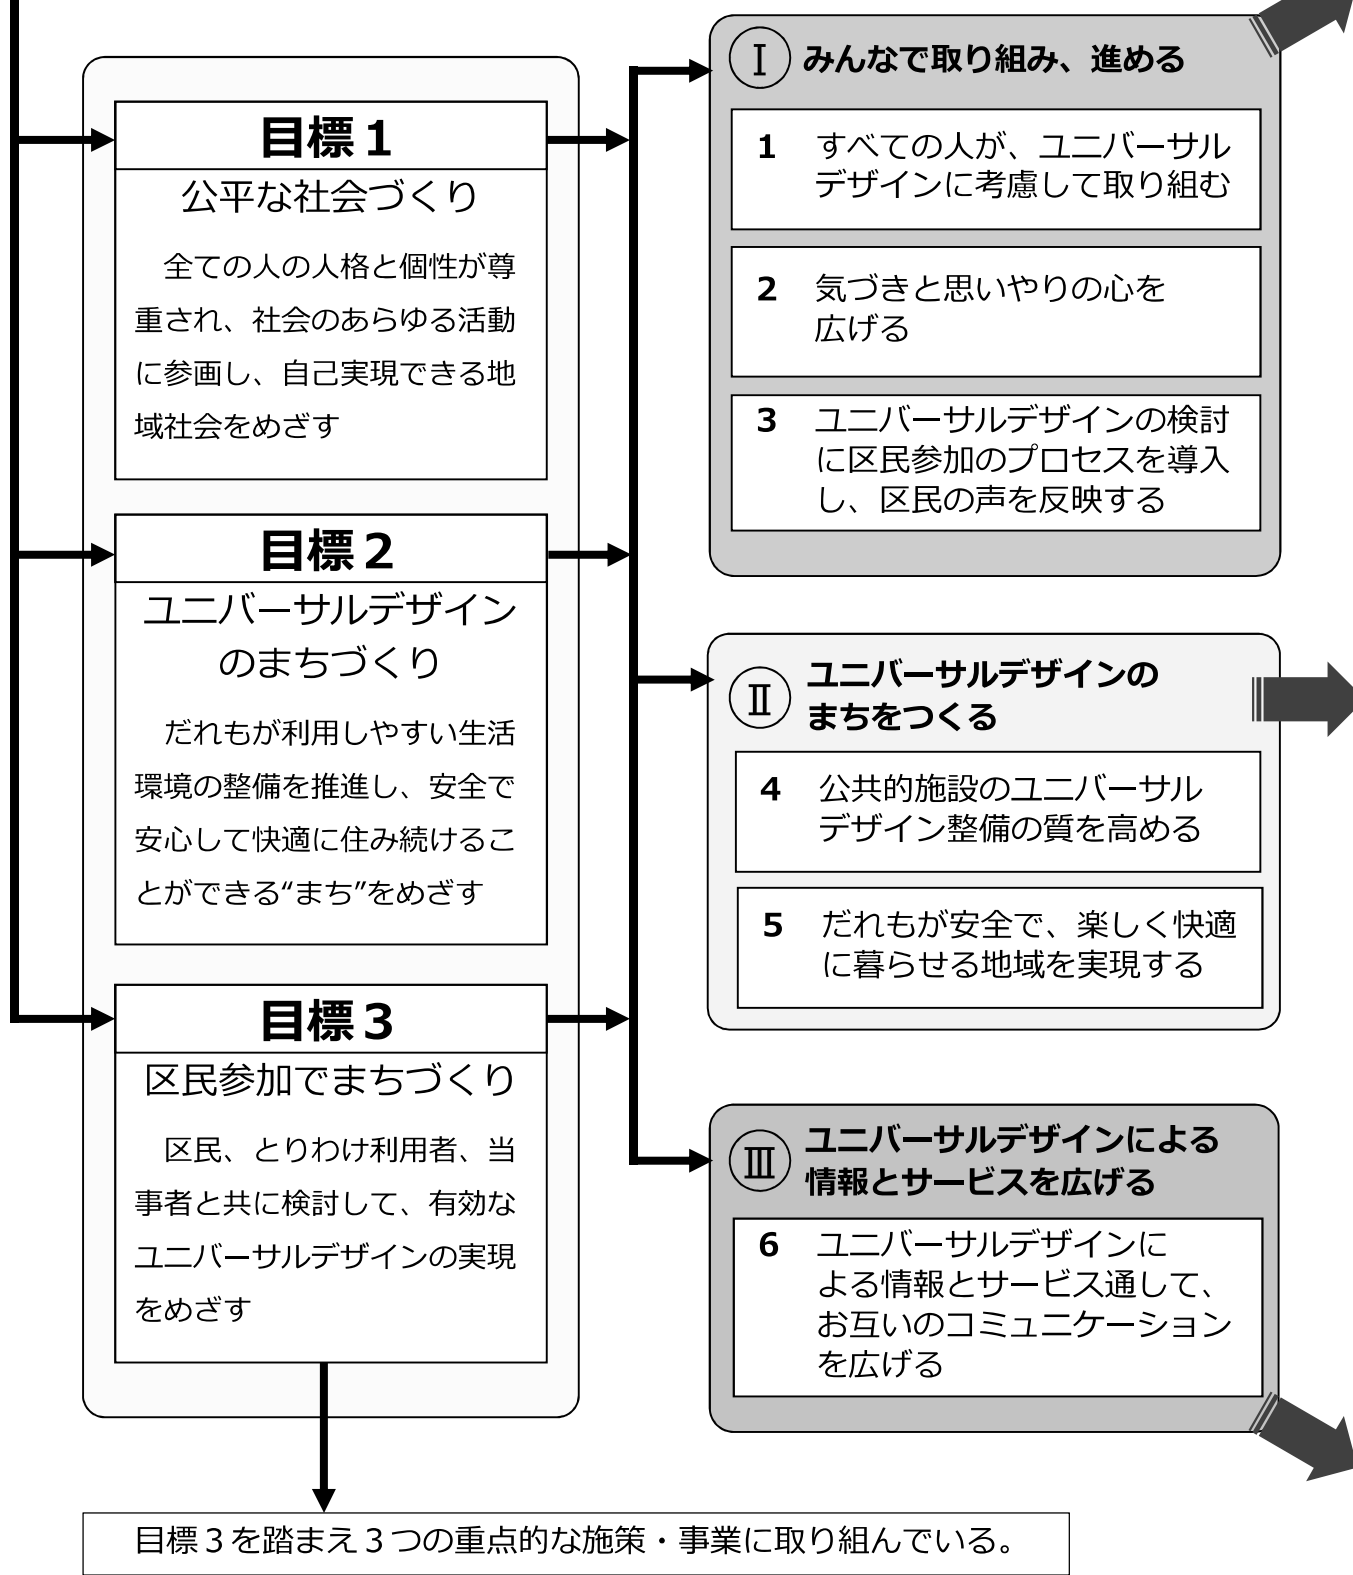 目標１
公平な社会づくり
全ての人の人格と個性が尊
重され、社会のあらゆる活動
に参画し、自己実現できる地
域社会をめざす
目標２
ユニバーサルデザイン
のまちづくり
だれもが利用しやすい生活
環境の整備を推進し、安全で
安心して快適に住み続けるこ
とができる“まち”をめざす
目標３
区民参加でまちづくり
区民、とりわけ利用者、当
事者と共に検討して、有効な
ユニバーサルデザインの実現
をめざす
目標３を踏まえ３つの重点的な施策・事業に取り組んでいる。
Ⅰ みんなで取り組み、進める
1 すべての人が、ユニバーサル
デザインに考慮して取り組む
2 気づきと思いやりの心を
広げる
3 ユニバーサルデザインの検討
に区民参加のプロセスを導入
し、区民の声を反映する
Ⅱ ユニバーサルデザインの
まちをつくる
4 公共的施設のユニバーサル
デザイン整備の質を高める
5 だれもが安全で、楽しく快適
に暮らせる地域を実現する
Ⅲ ユニバーサルデザインによる
情報とサービスを広げる
6 ユニバーサルデザインに
よる情報とサービス通して、
お互いのコミュニケーション
を広げる